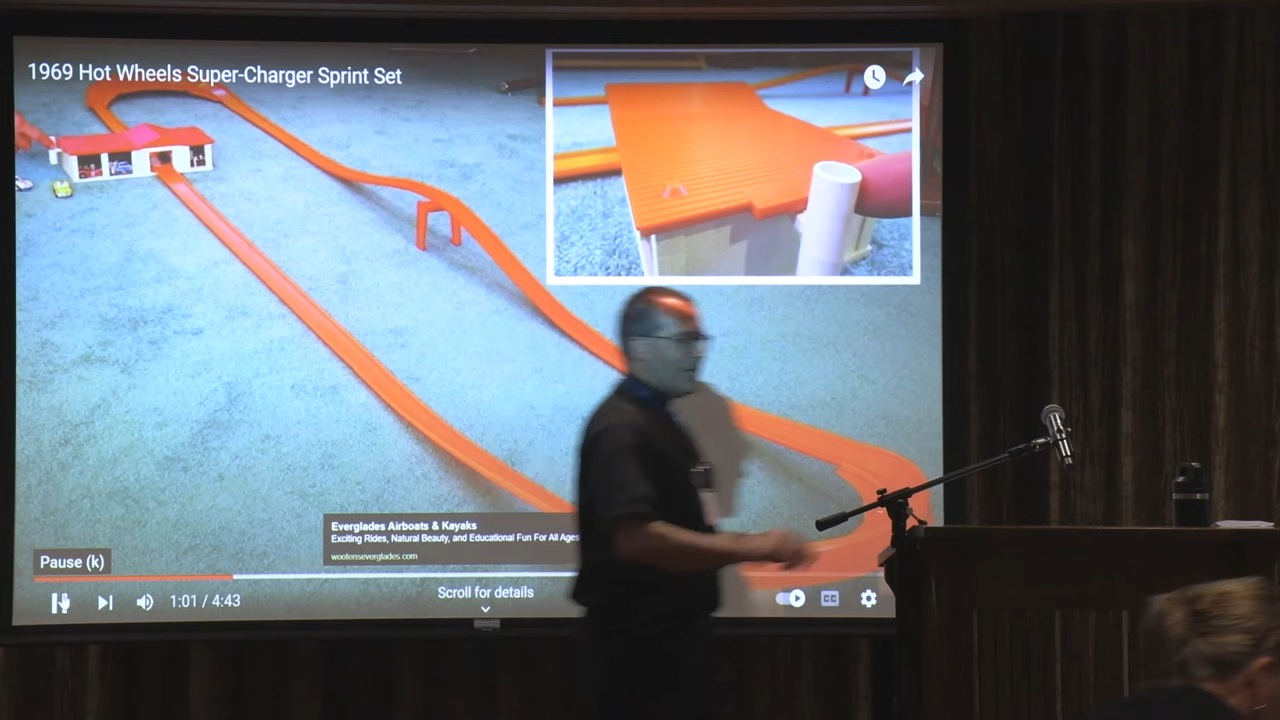 1969 Hot Wheels Super-Charger Sprint Set
Everglades Airboats & Kayaks
Exciting Rides, Natural Beauty, and Educational Fun For All Ages
wootenseverglades.com
Pause (k)
1:01 / 4:43
Scroll for details
CC